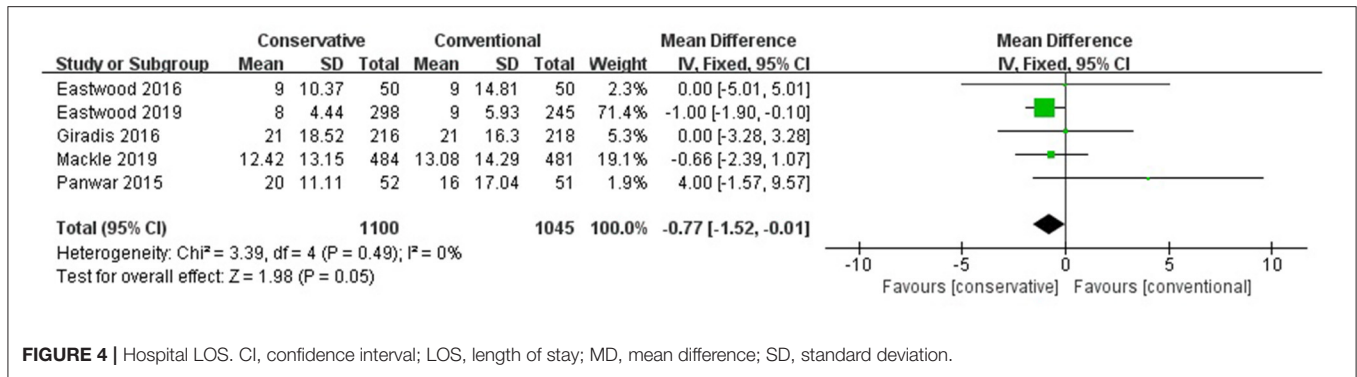 Conservative Conventional Mean Difference Mean Difference
Study or Subgroup Mean SD Total Mean SD Total Weight IV, Fixed, 95% CI IV, Fixed, 95% CI
Eastwood 2016 9 10.37 50 9 14.81 50 2.3% 0.00 [-5.01, 5.01]
Eastwood 2019 8 4.44 298 9 5.93 245 71.4% -1.00 [-1.90, -0.10]
Giradis 2016 21 18.52 216 21 16.3 218 5.3% 0.00 [-3.28, 3.28]
Mackle 2019 12.42 13.15 484 13.08 14.29 481 19.1% -0.66 [-2.39, 1.07]
Panwar 2015 20 11.11 52 16 17.04 51 1.9% 4.00 [-1.57, 9.57]
Total (95% CI) 1100 1045 100.0% -0.77 [-1.52, -0.01]
Heterogeneity: Chi² = 3.39, df = 4 (P = 0.49); I² = 0%
Test for overall effect: Z = 1.98 (P = 0.05)
-10 -5 0 5 10
Favours [conservative] Favours [conventional]
FIGURE 4 | Hospital LOS. CI, confidence interval; LOS, length of stay; MD, mean difference; SD, standard deviation.